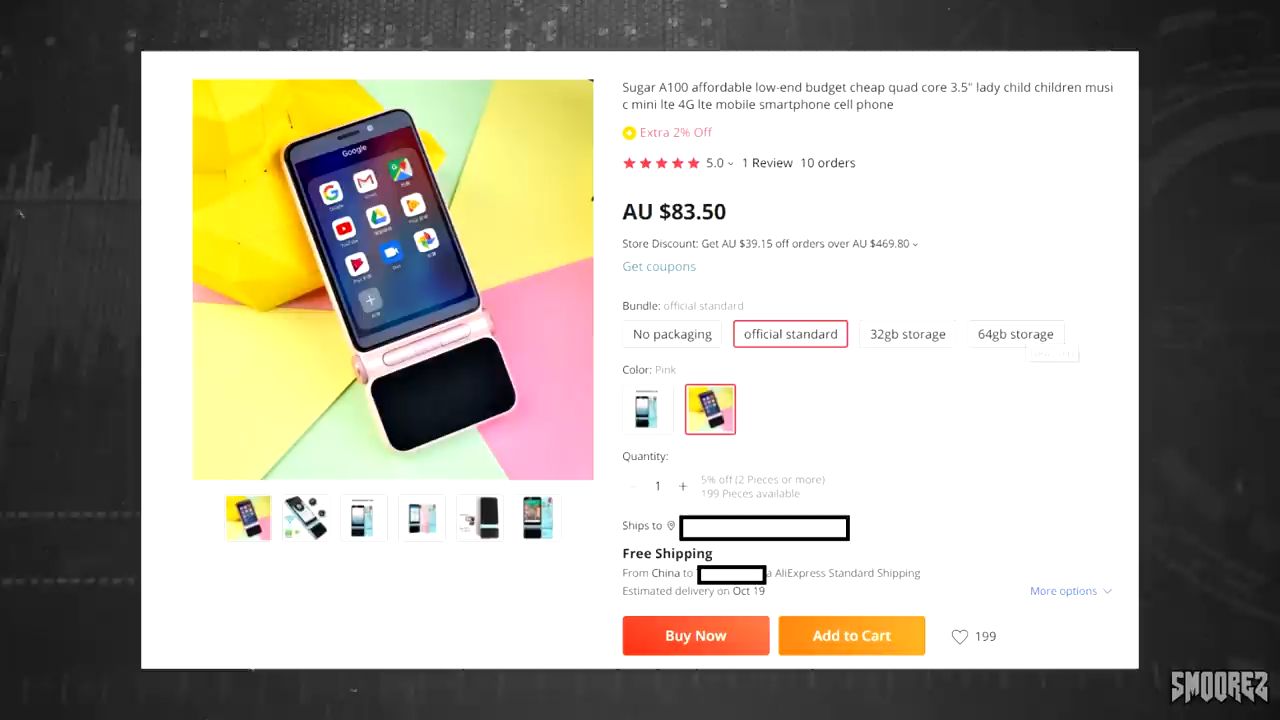 Sugar A100 affordable low-end budget cheap quad core 3.5" lady child children musi
c mini lte 4G lte mobile smartphone cell phone
Extra 2% Off
5.0 1 Review 10 orders
AU $83.50
Store Discount: Get AU $39.15 off orders over AU $469.80
Get coupons
Bundle: official standard
No packaging official standard 32gb storage 64gb storage
Color: Pink
Quantity:
- 1 +
5% off (2 Pieces or more)
199 Pieces available
Ships to
Free Shipping
From China to a AliExpress Standard Shipping
Estimated delivery on Oct 19
More options
Buy Now Add to Cart 199
Google
Google
Gmail
YouTube
Duo
SMOOREZ